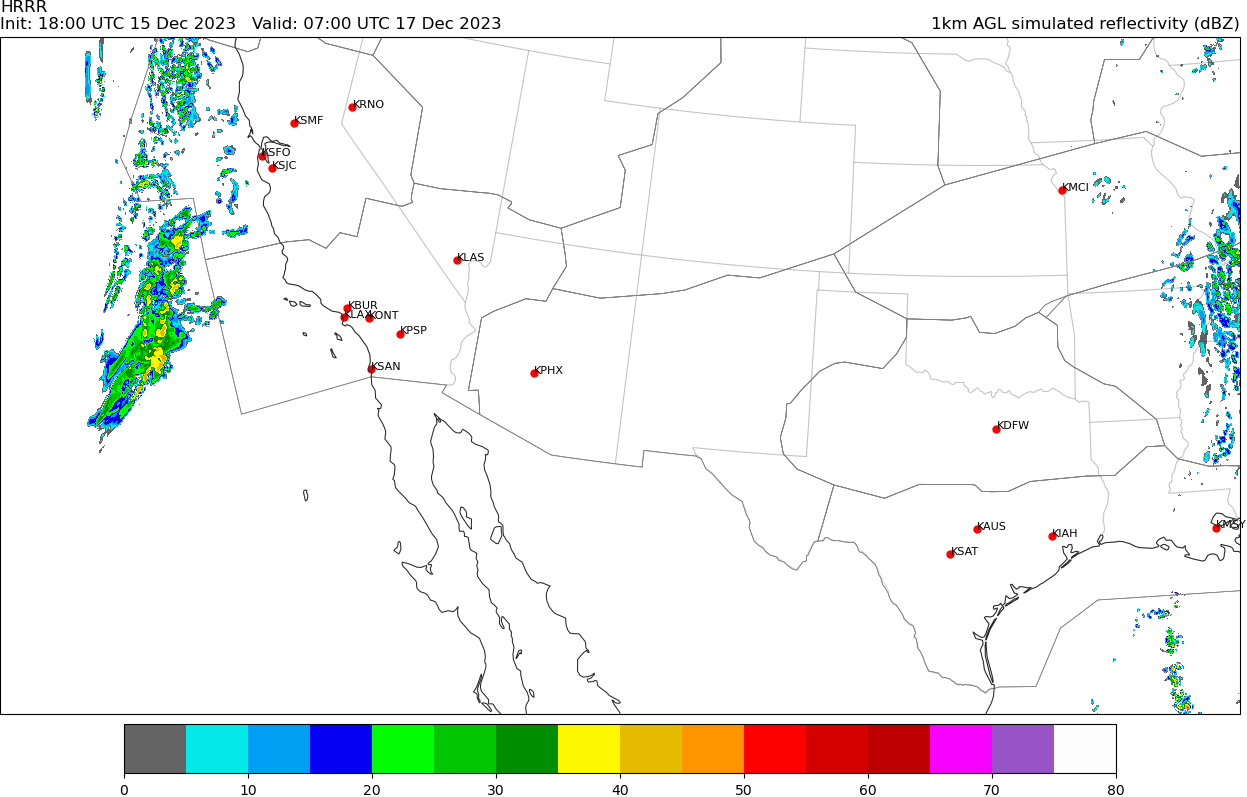 HRRR
Init: 18:00 UTC 15 Dec 2023   Valid: 07:00 UTC 17 Dec 2023
1km AGL simulated reflectivity (dBZ)
KRNO
KSMF
KSFO
KSJC
KMCI
KLAS
KBUR
KLAX
KONT
KPSP
KSAN
KPHX
KDFW
KAUS
KIAH
KSAT
KMSY
0 10 20 30 40 50 60 70 80